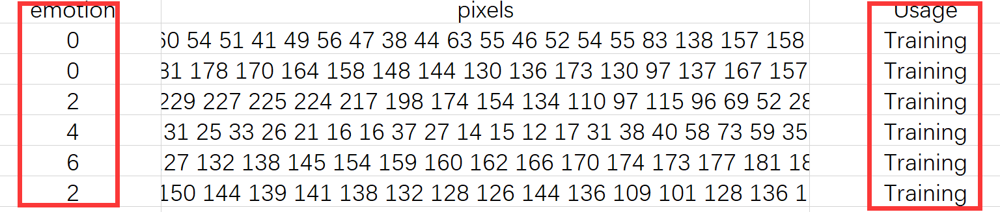 emotion pixels Usage
0 60 54 51 41 49 56 47 38 44 63 55 46 52 54 55 83 138 157 158 Training
0 178 170 164 158 148 144 130 136 173 130 97 137 167 157 Training
2 229 227 225 224 217 198 174 154 134 110 97 115 96 69 52 Training
4 31 25 33 26 21 16 16 37 27 14 15 12 17 31 38 40 58 73 59 35 Training
6 27 132 138 145 154 159 160 162 166 170 174 173 177 181 Training
2 150 144 139 141 138 132 128 126 144 136 109 101 128 136 1 Training